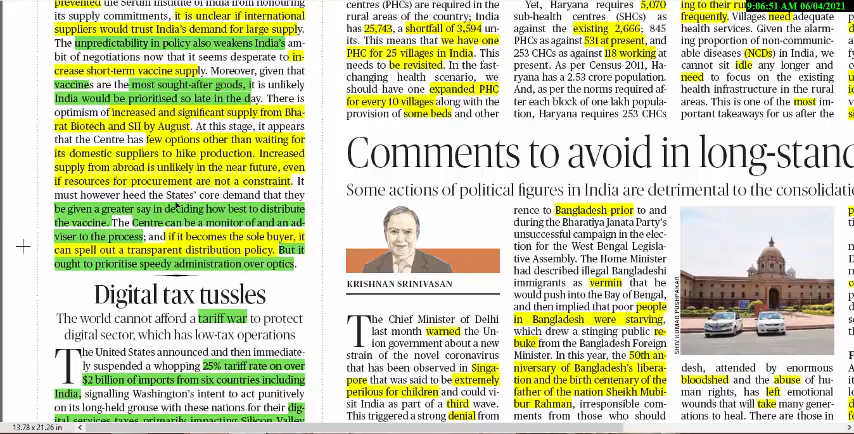 prevented the Serum Institute of India from honouring
its supply commitments, it is unclear if international
suppliers would trust India's demand for large supply.
The unpredictability in policy also weakens India's am-
bit of negotiations now that it seems desperate to in-
crease short-term vaccine supply. Moreover, given that
vaccines are the most sought-after goods, it is unlikely
India would be prioritised so late in the day. There is
optimism of increased and significant supply from Bha-
rat Biotech and SII by August. At this stage, it appears
that the Centre has few options other than waiting for
its domestic suppliers to hike production. Increased
supply from abroad is unlikely in the near future, even
if resources for procurement are not a constraint. It
must however heed the States' core demand that they
be given a greater say in deciding how best to distribute
the vaccine. The Centre can be a monitor of and an ad-
viser to the process; and if it becomes the sole buyer, it
can spell out a transparent distribution policy. But it
ought to prioritise speedy administration over optics.
Digital tax tussles
The world cannot afford a tariff war to protect
digital sector, which has low-tax operations
The United States announced and then immediate-
ly suspended a whopping 25% tariff rate on over
$2 billion of imports from six countries including
India, signalling Washington's intent to act punitively
on its long-held grouse with these nations for their dig-
ital services taxes primarily impacting Silicon Valley
centres (PHCs) are required in the
rural areas of the country; India
has 25,743, a shortfall of 3,594 un-
its. This means that we have one
PHC for 25 villages in India. This
needs to be revisited. In the fast-
changing health scenario, we
should have one expanded PHC
for every 10 villages along with the
provision of some beds and other
Yet, Haryana requires 5,070
sub-health centres (SHCs) as
against the existing 2,666; 845
PHCs as against 531 at present, and
253 CHCs as against 118 working at
present. As per Census 2011, Ha-
ryana has 2.53 crore population.
And, as per the norms required af-
ter each block of one lakh popula-
tion, Haryana requires 253 CHCs
9:06:51 AM 06/04/2021
ing to their
frequently. Villages need adequate
health services. Given the alarm-
ing proportion of non-communic-
able diseases (NCDs) in India, we
cannot sit idle any longer and
need to focus on the existing
health infrastructure in the rural
areas. This is one of the most im-
portant takeaways for us after the
Comments to avoid in long-stand
Some actions of political figures in India are detrimental to the consolidatio
KRISHNAN SRINIVASAN
The Chief Minister of Delhi
last month warned the Un-
ion government about a new
strain of the novel coronavirus
that has been observed in Singa-
pore that was said to be extremely
perilous for children and could vi-
sit India as part of a third wave.
This triggered a strong denial from
rence to Bangladesh prior to and
during the Bharatiya Janata Party's
unsuccessful campaign in the elec-
tion for the West Bengal Legisla-
tive Assembly. The Home Minister
had described illegal Bangladeshi
immigrants as vermin that he
would push into the Bay of Bengal,
and then implied that poor people
in Bangladesh were starving,
which drew a stinging public re-
buke from the Bangladesh Foreign
Minister. In this year, the 50th an-
niversary of Bangladesh's libera-
tion and the birth centenary of the
father of the nation Sheikh Mujib-
bur Rahman, irresponsible com-
ments from those who should
SHIV KUMAR PUSHPAKAR
desh, attended by enormous
bloodshed and the abuse of hu-
man rights, has left emotional
wounds that will take many gener-
ations to heal. There are those in
13.78 x 21.26 in